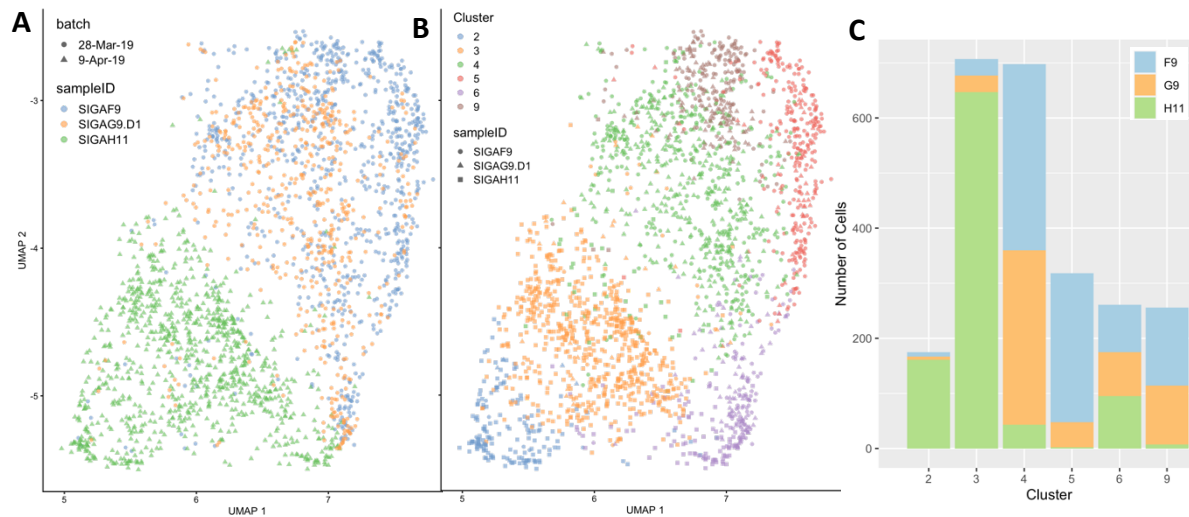 A
batch
28-Mar-19
9-Apr-19
sampleID
SIGAF9
SIGAG9.D1
SIGAH11
-3
-4
-5
UMAP 2
5
6
7
UMAP 1
B
Cluster
2
3
4
5
6
9
sampleID
SIGAF9
SIGAG9.D1
SIGAH11
5
6
7
UMAP 1
C
F9
G9
H11
600
400
200
0
Number of Cells
2
3
4
5
6
9
Cluster